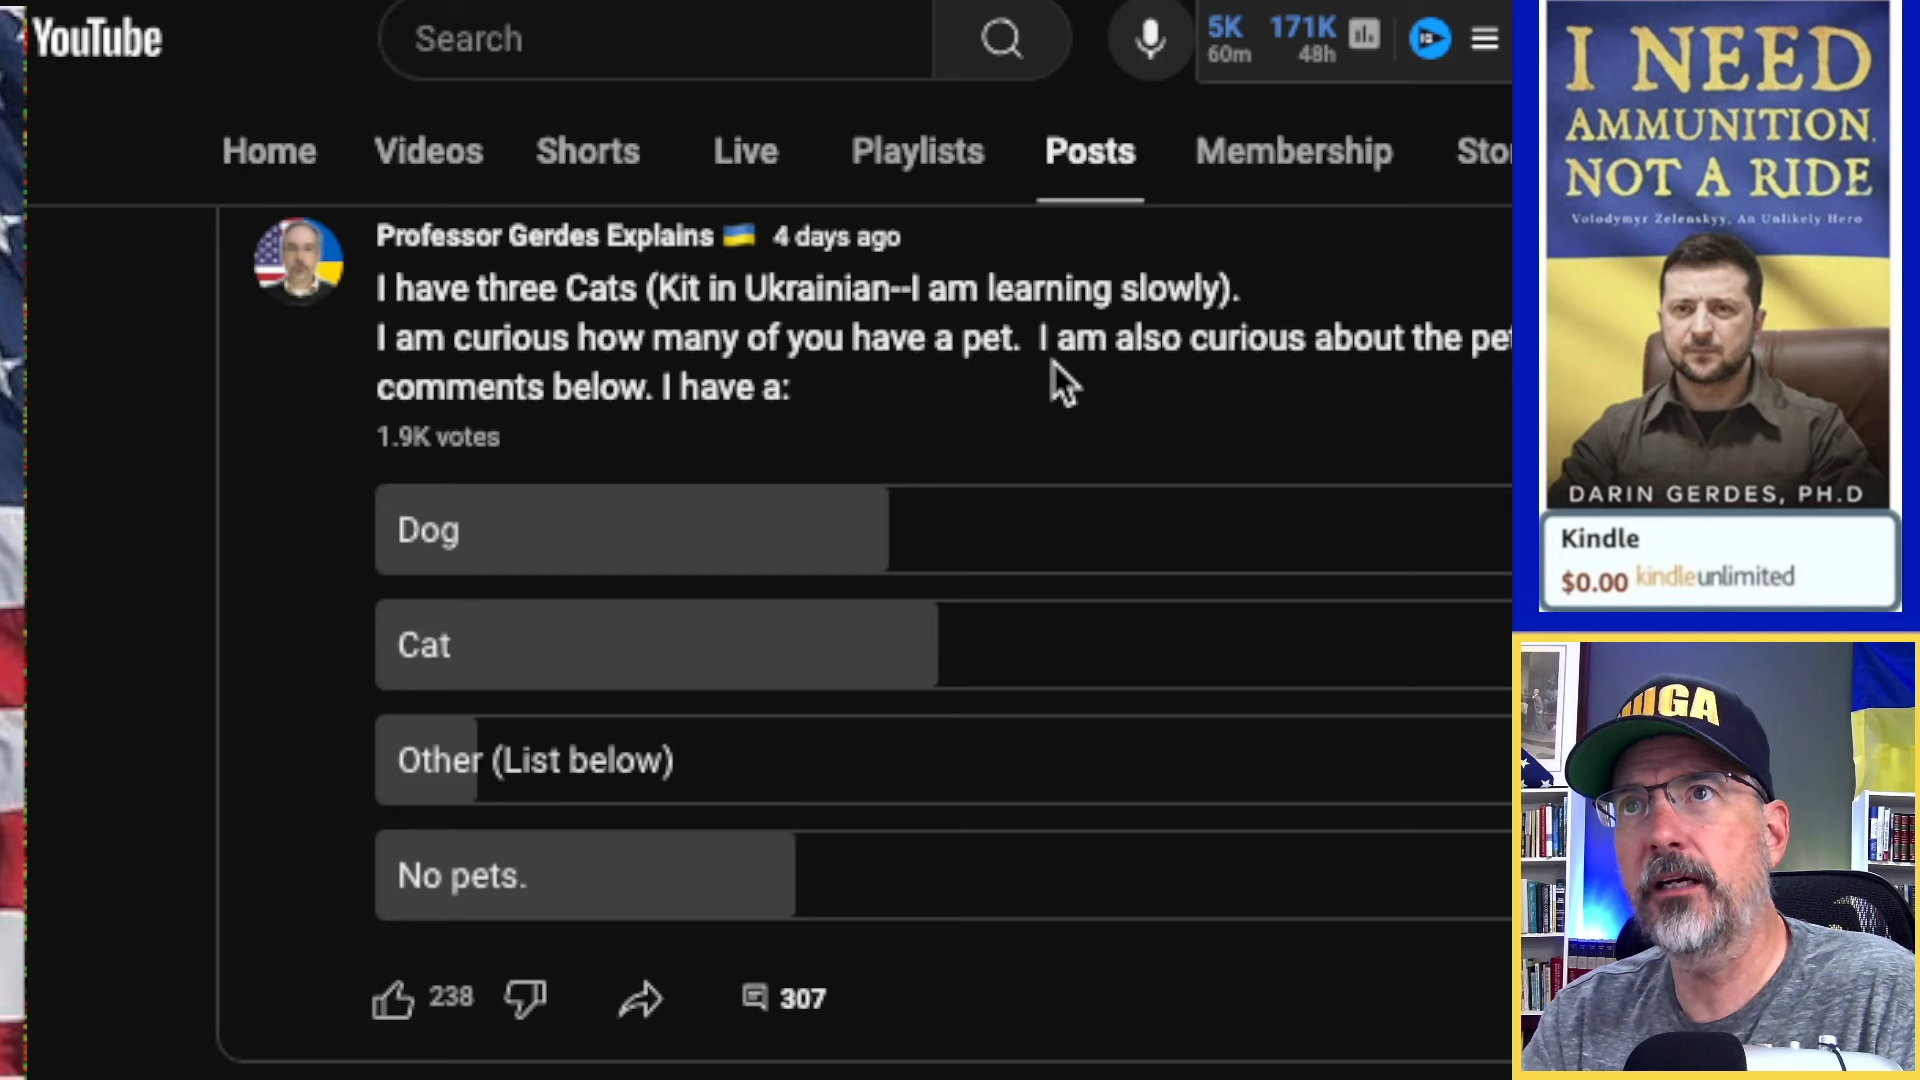 YouTube
Search
5K 171K
60m 48h
Home Videos Shorts Live Playlists Posts Membership
Professor Gerdes Explains 4 days ago
I have three Cats (Kit in Ukrainian--I am learning slowly).
I am curious how many of you have a pet. I am also curious about the pet
comments below. I have a:
1.9K votes
Dog
Cat
Other (List below)
No pets.
238 307
I NEED
AMMUNITION,
NOT A RIDE
Volodymyr Zelenskyy, An Unlikely Hero
DARIN GERDES, PH.D
Kindle
$0.00 kindleunlimited